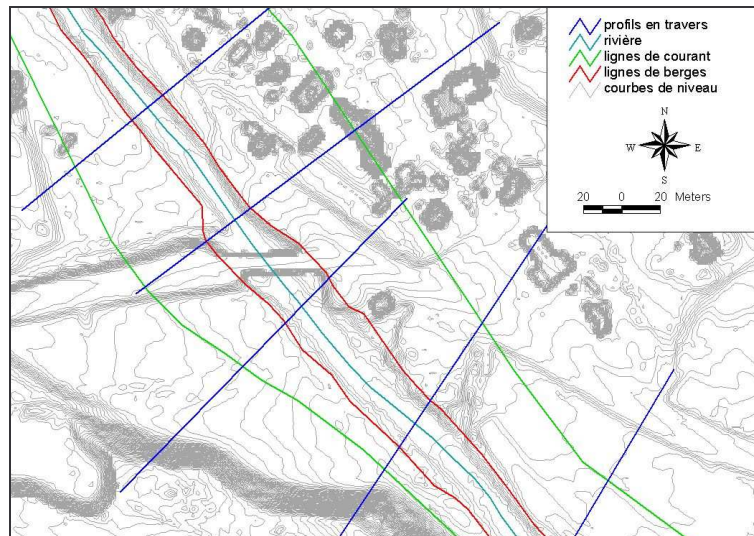 profils en travers
rivière
lignes de courant
lignes de berges
courbes de niveau
N
W E
S
20 0 20 Meters